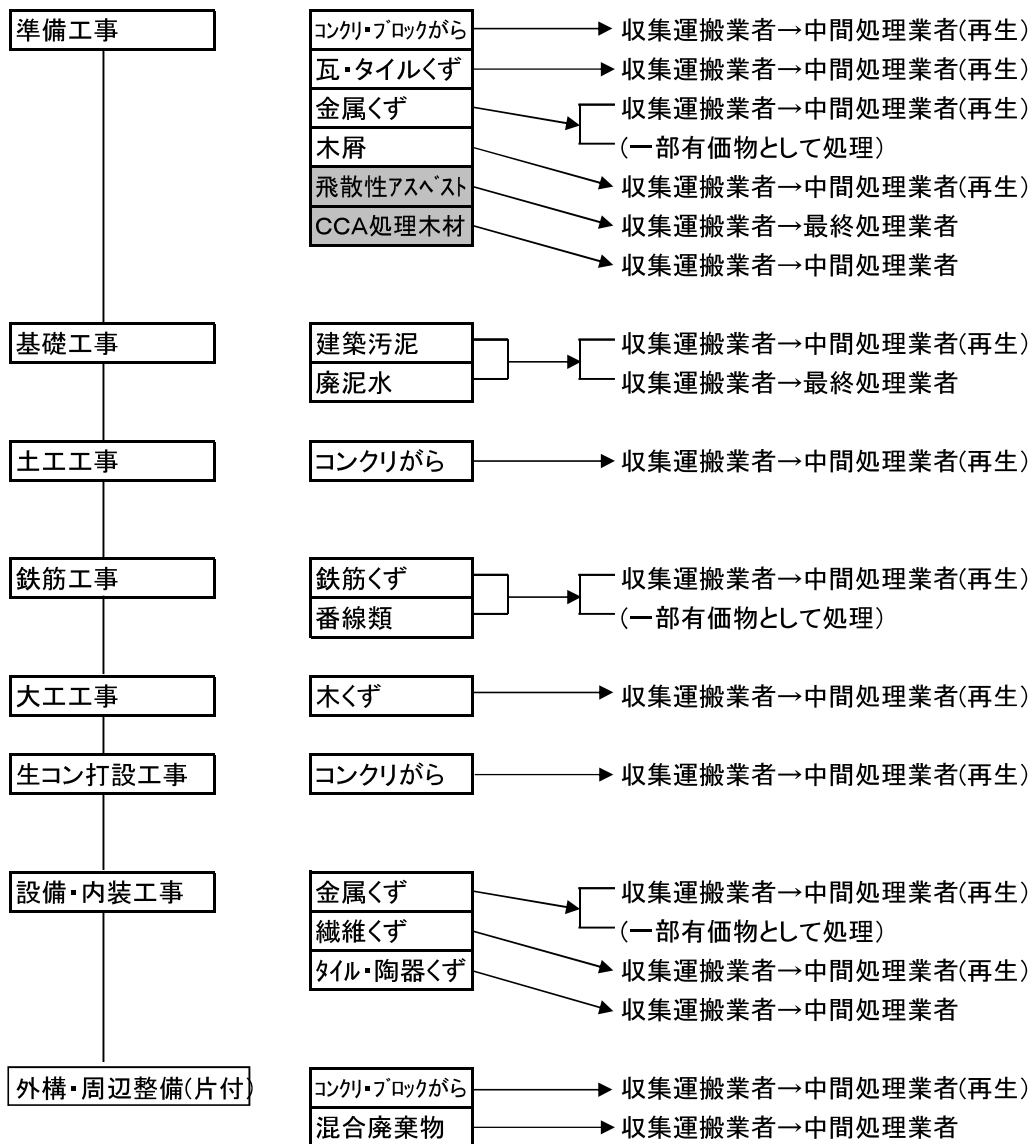 準備工事 コンクリ・ブロックがら 収集運搬業者→中間処理業者(再生)
瓦・タイルくず 収集運搬業者→中間処理業者(再生)
金属くず 収集運搬業者→中間処理業者(再生)
木屑 (一部有価物として処理)
飛散性アスベスト 収集運搬業者→中間処理業者(再生)
CCA処理木材 収集運搬業者→最終処理業者
収集運搬業者→中間処理業者
基礎工事 建築汚泥 収集運搬業者→中間処理業者(再生)
廃泥水 収集運搬業者→最終処理業者
土工工事 コンクリがら 収集運搬業者→中間処理業者(再生)
鉄筋工事 鉄筋くず 収集運搬業者→中間処理業者(再生)
番線類 (一部有価物として処理)
大工工事 木くず 収集運搬業者→中間処理業者(再生)
生コン打設工事 コンクリがら 収集運搬業者→中間処理業者(再生)
設備・内装工事 金属くず 収集運搬業者→中間処理業者(再生)
繊維くず (一部有価物として処理)
タイル・陶器くず 収集運搬業者→中間処理業者(再生)
収集運搬業者→中間処理業者
外構・周辺整備(片付) コンクリ・ブロックがら 収集運搬業者→中間処理業者(再生)
混合廃棄物 収集運搬業者→中間処理業者